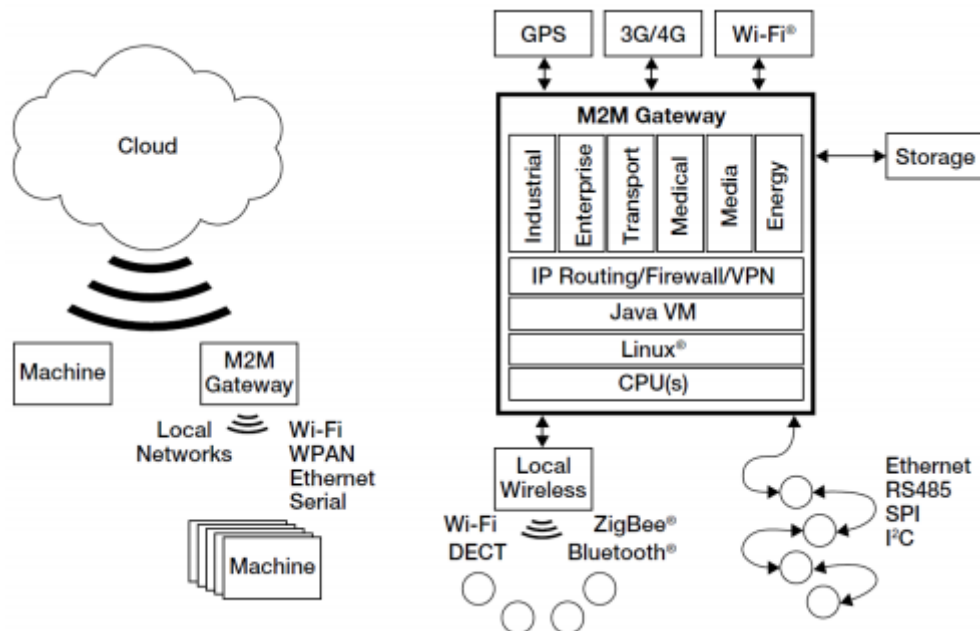 Cloud
Machine
M2M
Gateway
Local
Networks
Wi-Fi
WPAN
Ethernet
Serial
Machine
GPS
3G/4G
Wi-Fi®
M2M Gateway
Industrial
Enterprise
Transport
Medical
Media
Energy
IP Routing/Firewall/VPN
Java VM
Linux®
CPU(s)
Storage
Local
Wireless
Wi-Fi
DECT
ZigBee®
Bluetooth®
Ethernet
RS485
SPI
I²C